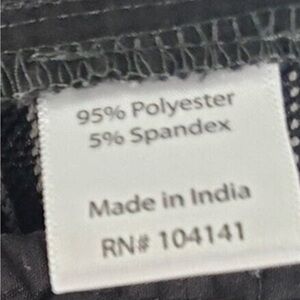 95% Polyester
5% Spandex
Made in India
RN# 104141